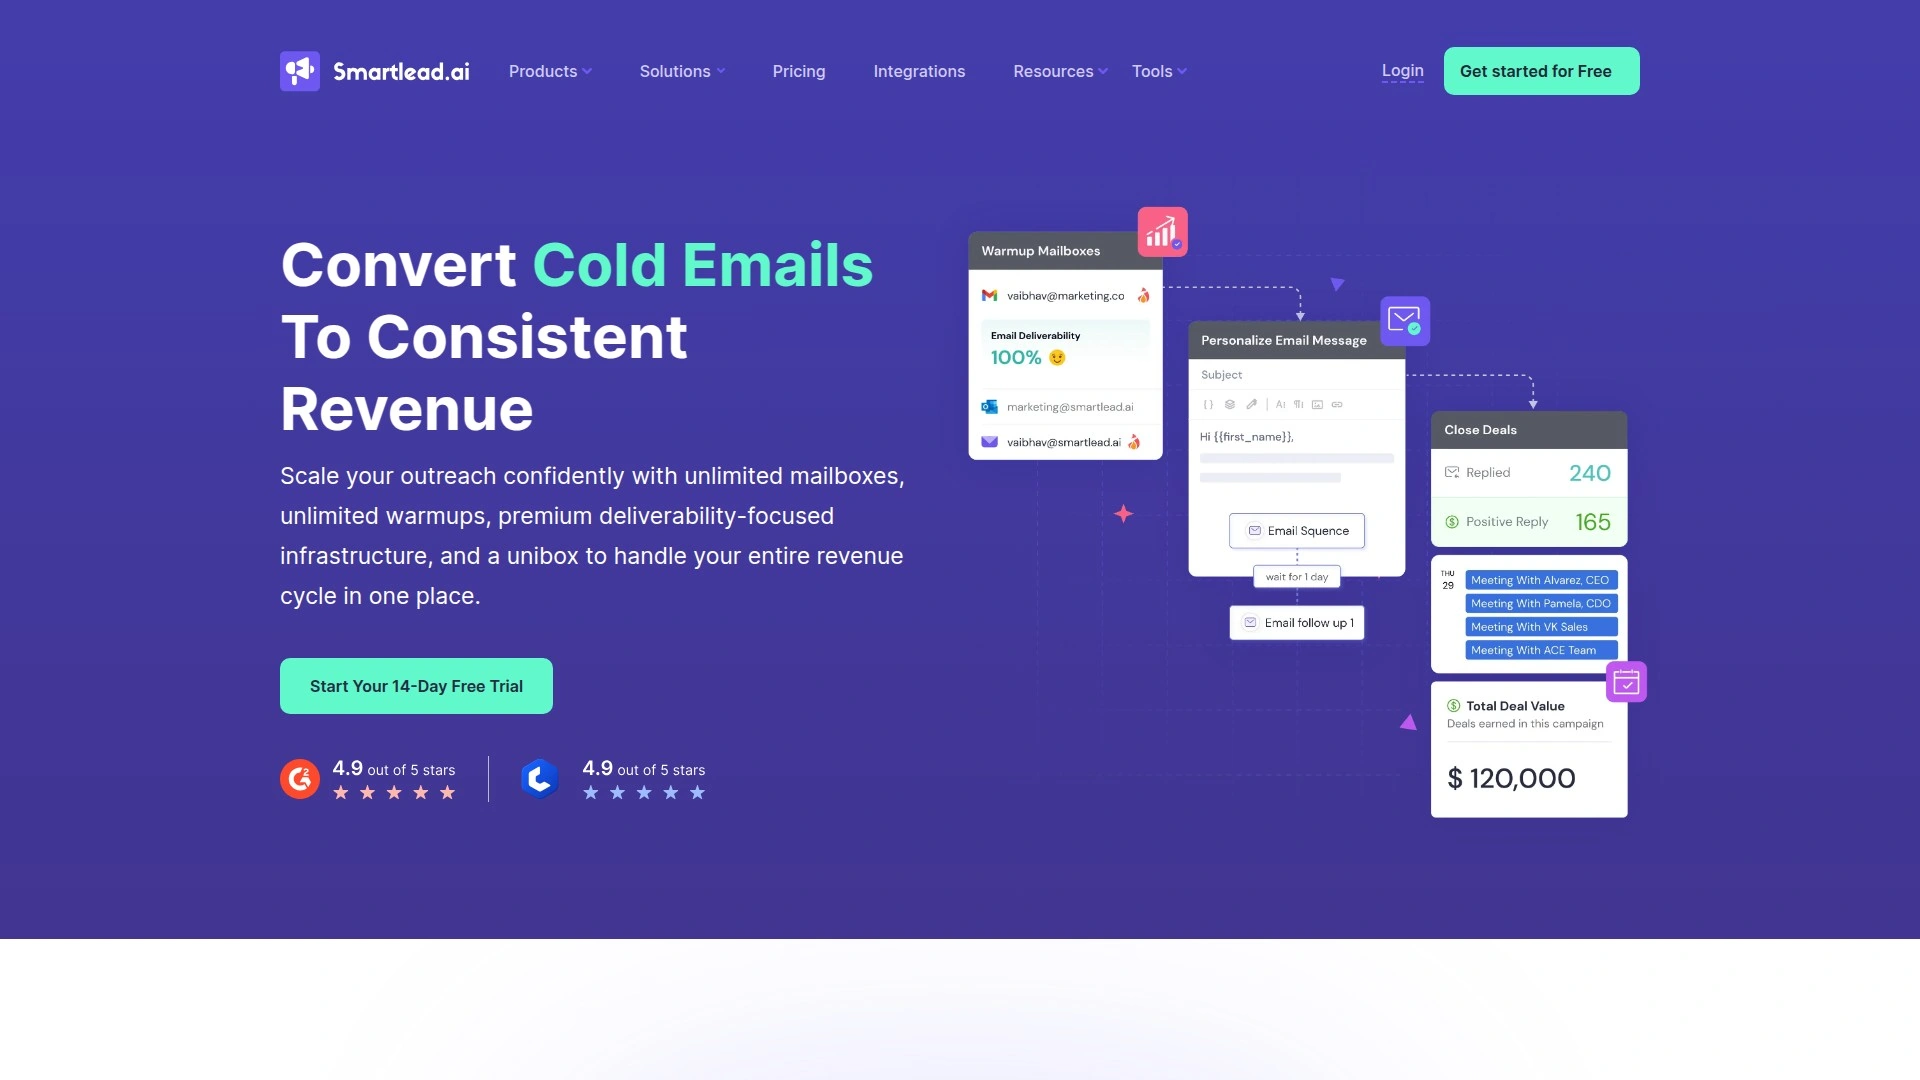 Smartlead.ai
Products
Solutions
Pricing
Integrations
Resources
Tools
Login
Get started for Free
Convert Cold Emails
To Consistent
Revenue
Scale your outreach confidently with unlimited mailboxes,
unlimited warmups, premium deliverability-focused
infrastructure, and a unibox to handle your entire revenue
cycle in one place.
Start Your 14-Day Free Trial
4.9 out of 5 stars
4.9 out of 5 stars
Warmup Mailboxes
vaibhav@marketing.co
Email Deliverability
100%
marketing@smartlead.ai
vaibhav@smartlead.ai
Personalize Email Message
Subject
Hi {{first_name}},
Email Squence
wait for 1 day
Email follow up 1
Close Deals
Replied 240
Positive Reply 165
THU
29
Meeting With Alvarez, CEO
Meeting With Pamela, CDO
Meeting With VK Sales
Meeting With ACE Team
Total Deal Value
Deals earned in this campaign
$ 120,000